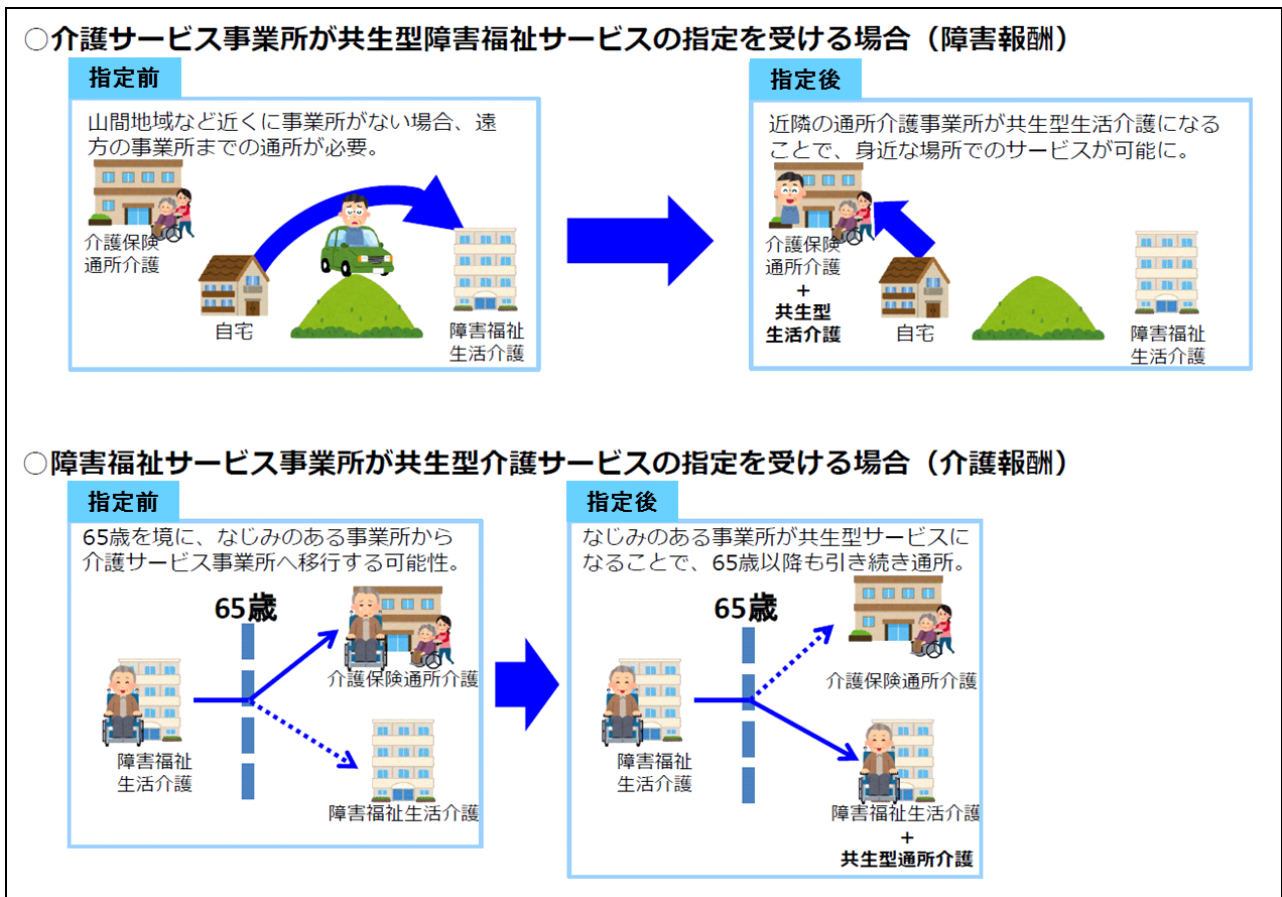 ○介護サービス事業所が共生型障害福祉サービスの指定を受ける場合（障害報酬）
指定前
山間地域など近くに事業所がない場合、遠
方の事業所までの通所が必要。
介護保険
通所介護
自宅
障害福祉
生活介護
指定後
近隣の通所介護事業所が共生型生活介護になる
ことで、身近な場所でのサービスが可能に。
介護保険
通所介護
+
共生型
生活介護
自宅
障害福祉
生活介護
○障害福祉サービス事業所が共生型介護サービスの指定を受ける場合（介護報酬）
指定前
65歳を境に、なじみのある事業所から
介護サービス事業所へ移行する可能性。
65歳
介護保険通所介護
障害福祉
生活介護
障害福祉生活介護
指定後
なじみのある事業所が共生型サービスに
なることで、65歳以降も引き続き通所。
65歳
介護保険通所介護
障害福祉
生活介護
障害福祉生活介護
+
共生型通所介護